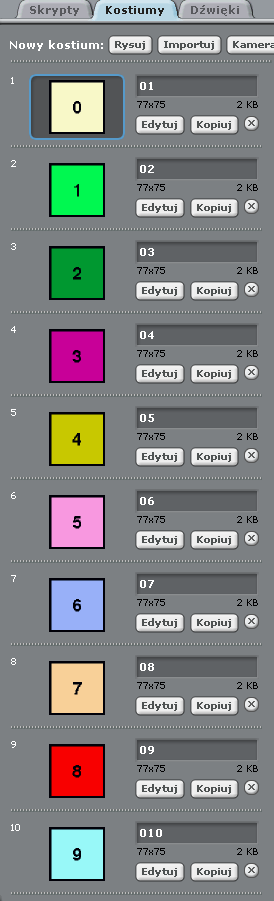 Skrypty Kostiumy Dźwięki
Nowy kostium: Rysuj Importuj Kamera
1 0 01
77x75 2 KB
Edytuj Kopiuj
2 1 02
77x75 2 KB
Edytuj Kopiuj
3 2 03
77x75 2 KB
Edytuj Kopiuj
4 3 04
77x75 2 KB
Edytuj Kopiuj
5 4 05
77x75 2 KB
Edytuj Kopiuj
6 5 06
77x75 2 KB
Edytuj Kopiuj
7 6 07
77x75 2 KB
Edytuj Kopiuj
8 7 08
77x75 2 KB
Edytuj Kopiuj
9 8 09
77x75 2 KB
Edytuj Kopiuj
10 9 010
77x75 2 KB
Edytuj Kopiuj